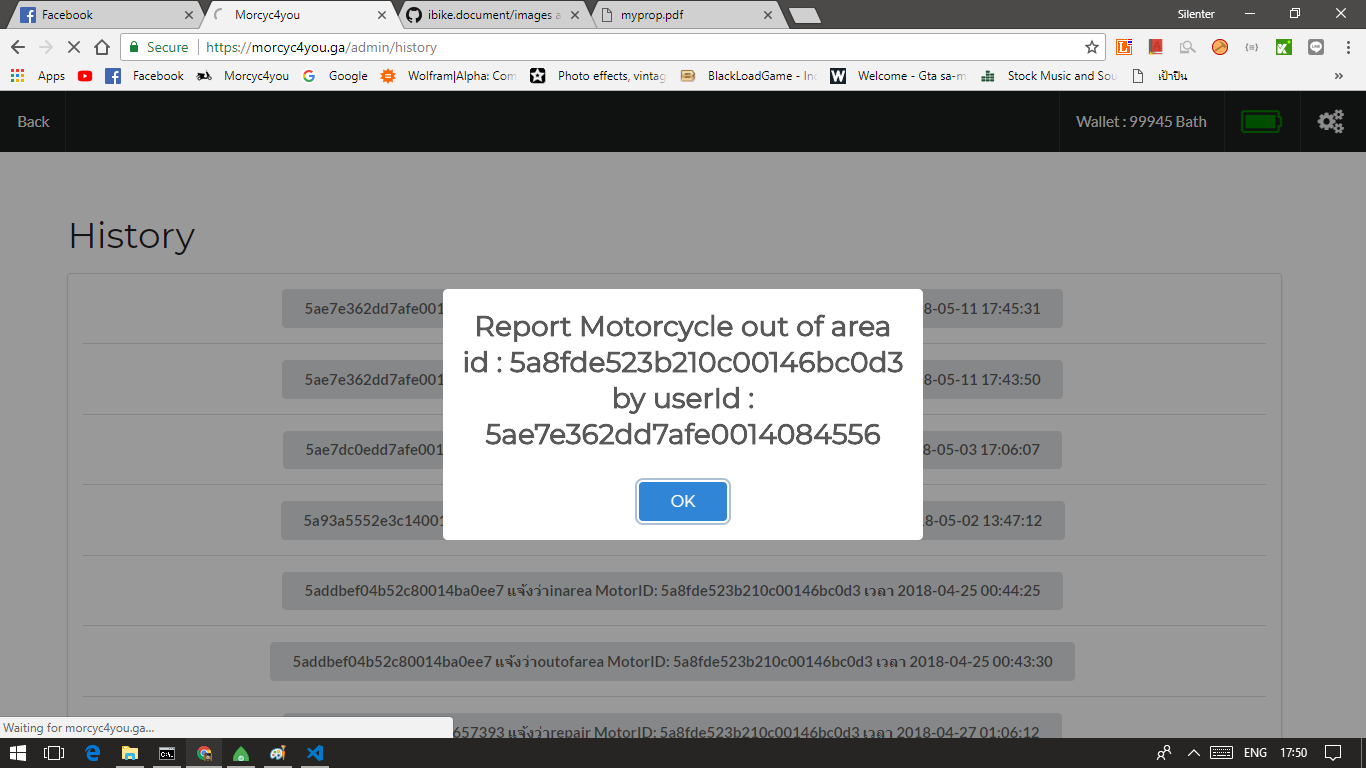 Facebook
Morcyc4you
ibike.document/images a
myprop.pdf
Silenter
Secure
https://morcyc4you.ga/admin/history
Apps
Facebook
Morcyc4you
Google
Wolfram|Alpha: Com
Photo effects, vintag
BlackLoadGame - Inc
Welcome - Gta sa-m
Stock Music and Sou
เป้าปืน
»
Back
Wallet : 99945 Bath
History
5ae7e362dd7afe001
8-05-11 17:45:31
5ae7e362dd7afe001
8-05-11 17:43:50
5ae7dc0edd7afe001
8-05-03 17:06:07
5a93a5552e3c14001
8-05-02 13:47:12
Report Motorcycle out of area
id : 5a8fde523b210c00146bc0d3
by userId :
5ae7e362dd7afe0014084556
OK
5addbef04b52c80014ba0ee7 แจ้งว่าinarea MotorID: 5a8fde523b210c00146bc0d3 เวลา 2018-04-25 00:44:25
5addbef04b52c80014ba0ee7 แจ้งว่าoutofarea MotorID: 5a8fde523b210c00146bc0d3 เวลา 2018-04-25 00:43:30
657393 แจ้งว่าrepair MotorID: 5a8fde523b210c00146bc0d3 เวลา 2018-04-27 01:06:12
Waiting for morcyc4you.ga...
ENG
17:50